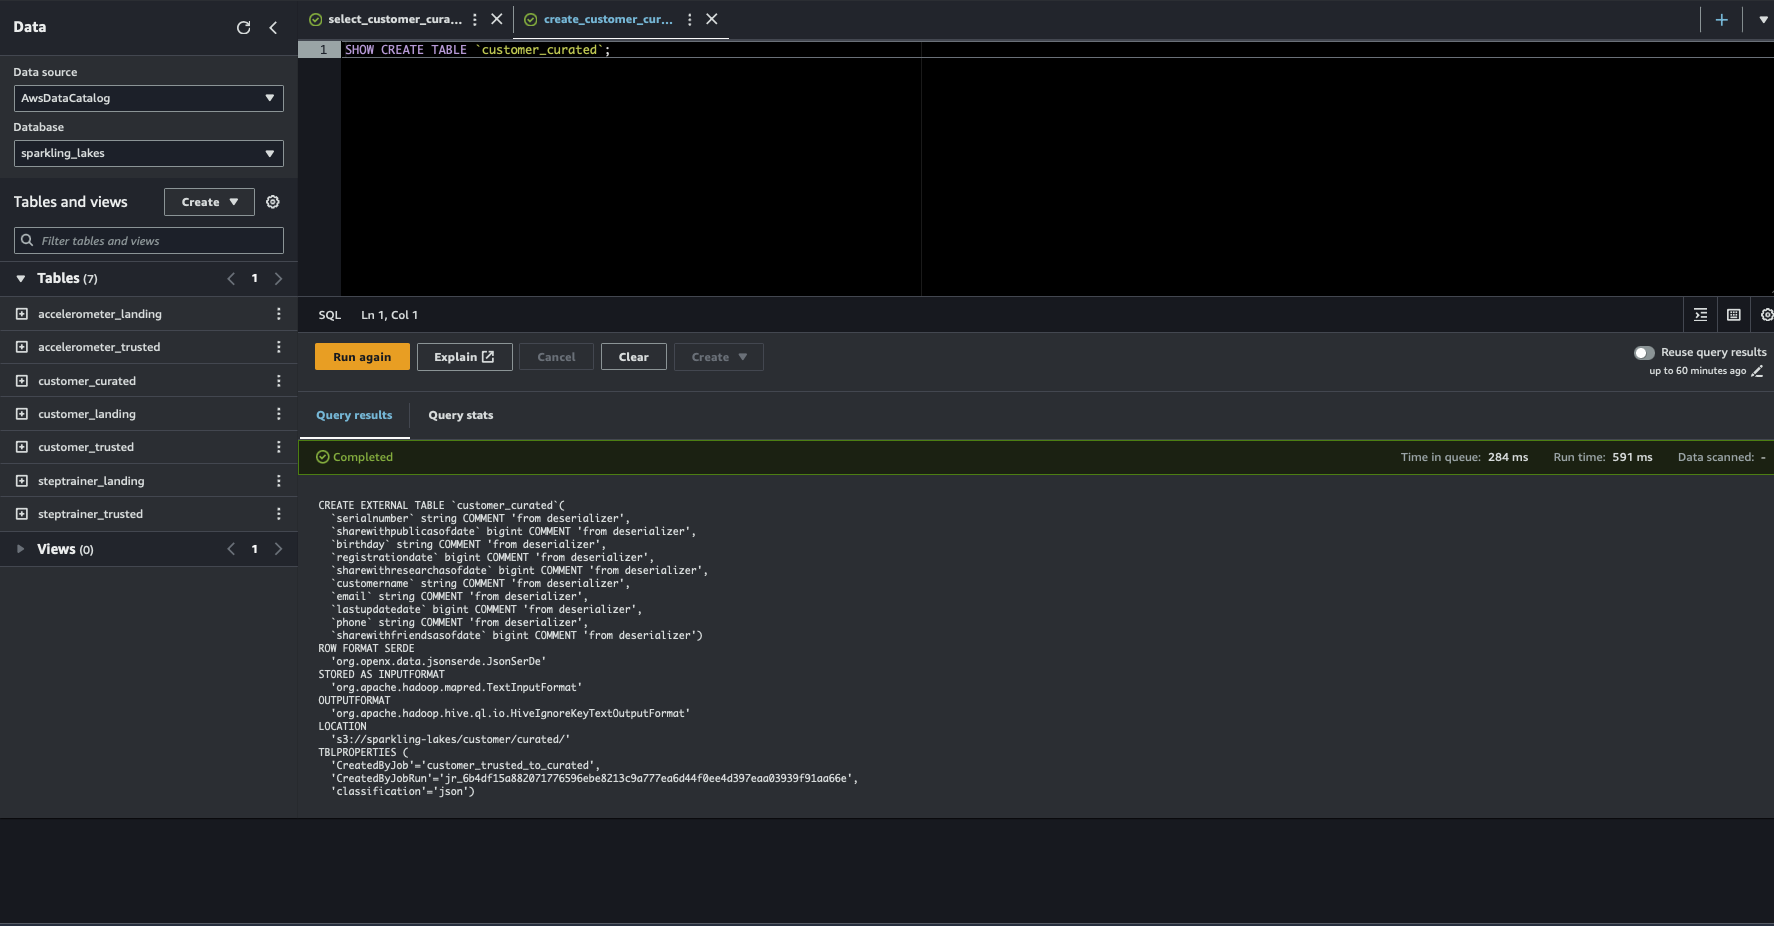 Data
Data source
AwsDataCatalog
Database
sparkling_lakes
Tables and views
Create
Filter tables and views
Tables (7)
1
accelerometer_landing
accelerometer_trusted
customer_curated
customer_landing
customer_trusted
steptrainer_landing
steptrainer_trusted
Views (0)
1
select_customer_cura...
create_customer_cur...
1 SHOW CREATE TABLE `customer_curated`;
SQL Ln 1, Col 1
Run again
Explain
Cancel
Clear
Create
Reuse query results
up to 60 minutes ago
Query results
Query stats
Completed
Time in queue: 284 ms
Run time: 591 ms
Data scanned: -
CREATE EXTERNAL TABLE `customer_curated`(
`serialnumber` string COMMENT 'from deserializer',
`sharewithpublicasofdate` bigint COMMENT 'from deserializer',
`birthday` string COMMENT 'from deserializer',
`registrationdate` bigint COMMENT 'from deserializer',
`sharewithresearchasofdate` bigint COMMENT 'from deserializer',
`customername` string COMMENT 'from deserializer',
`email` string COMMENT 'from deserializer',
`lastupdatedate` bigint COMMENT 'from deserializer',
`phone` string COMMENT 'from deserializer',
`sharewithfriendsasofdate` bigint COMMENT 'from deserializer')
ROW FORMAT SERDE
'org.openx.data.jsonserde.JsonSerDe'
STORED AS INPUTFORMAT
'org.apache.hadoop.mapred.TextInputFormat'
OUTPUTFORMAT
'org.apache.hadoop.hive.ql.io.HiveIgnoreKeyTextOutputFormat'
LOCATION
's3://sparkling-lakes/customer/curated/'
TBLPROPERTIES (
'CreatedByJob'='customer_trusted_to_curated',
'CreatedByJobRun'='jr_6b4df15a882071776596ebe8213c9a777ea6d44f0ee4d397eaa03939f91aa66e',
'classification'='json')